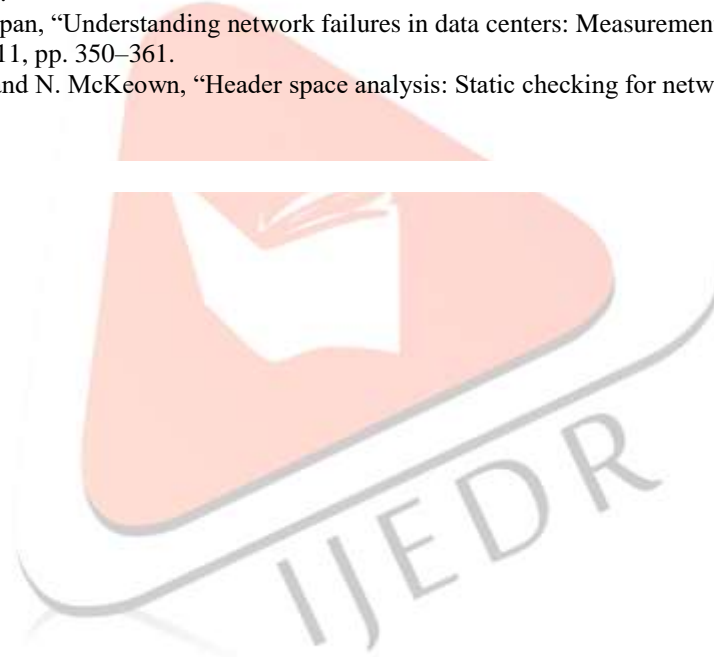 pan, “Understanding network failures in data centers: Measuremen
11, pp. 350–361.
and N. McKeown, “Header space analysis: Static checking for netw
IJEDR